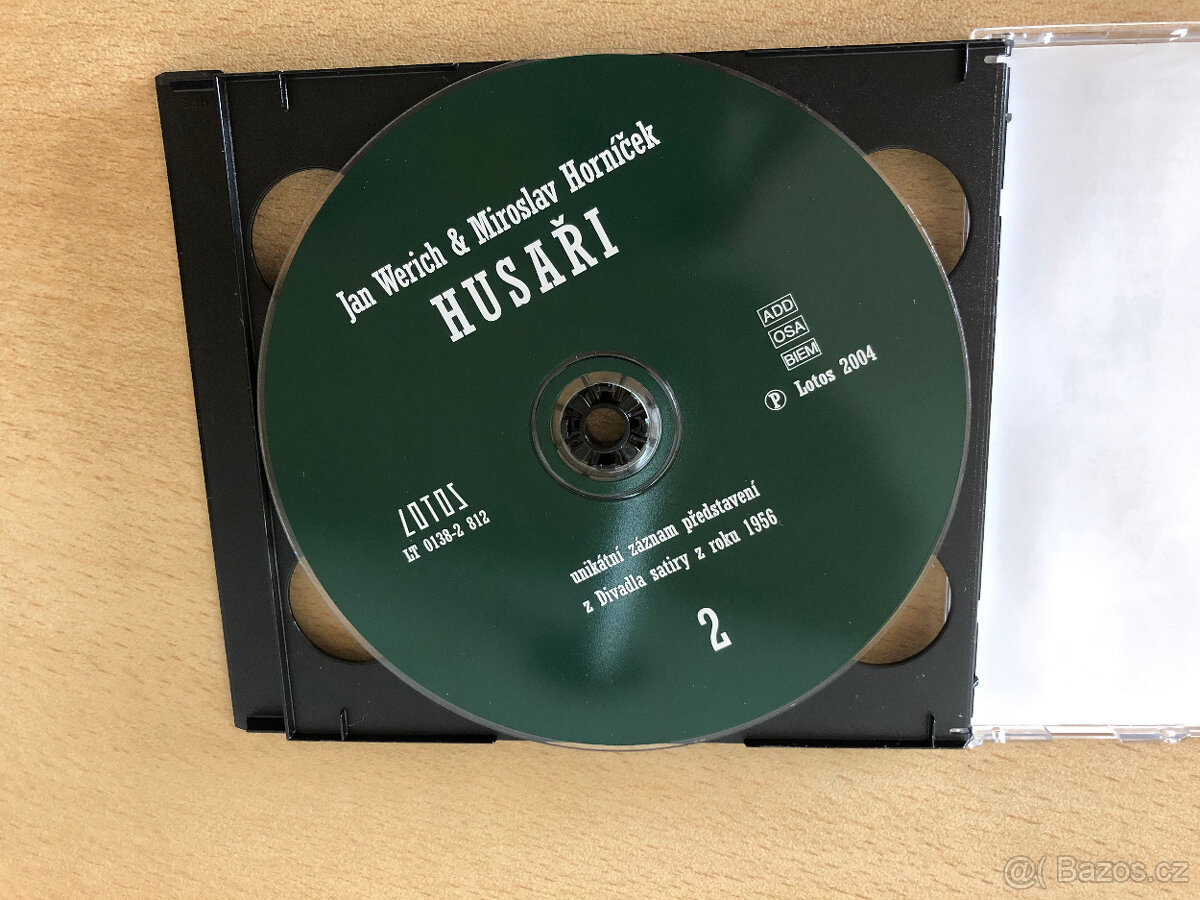 Jan Werich & Miroslav Horníček
HUSAŘI
ADD
OSA
BIEM
Ⓟ Lotos 2004
LOTOS
LT 0138-2 812
unikátní záznam představení
z Divadla satiry z roku 1956
2
Bazos.cz